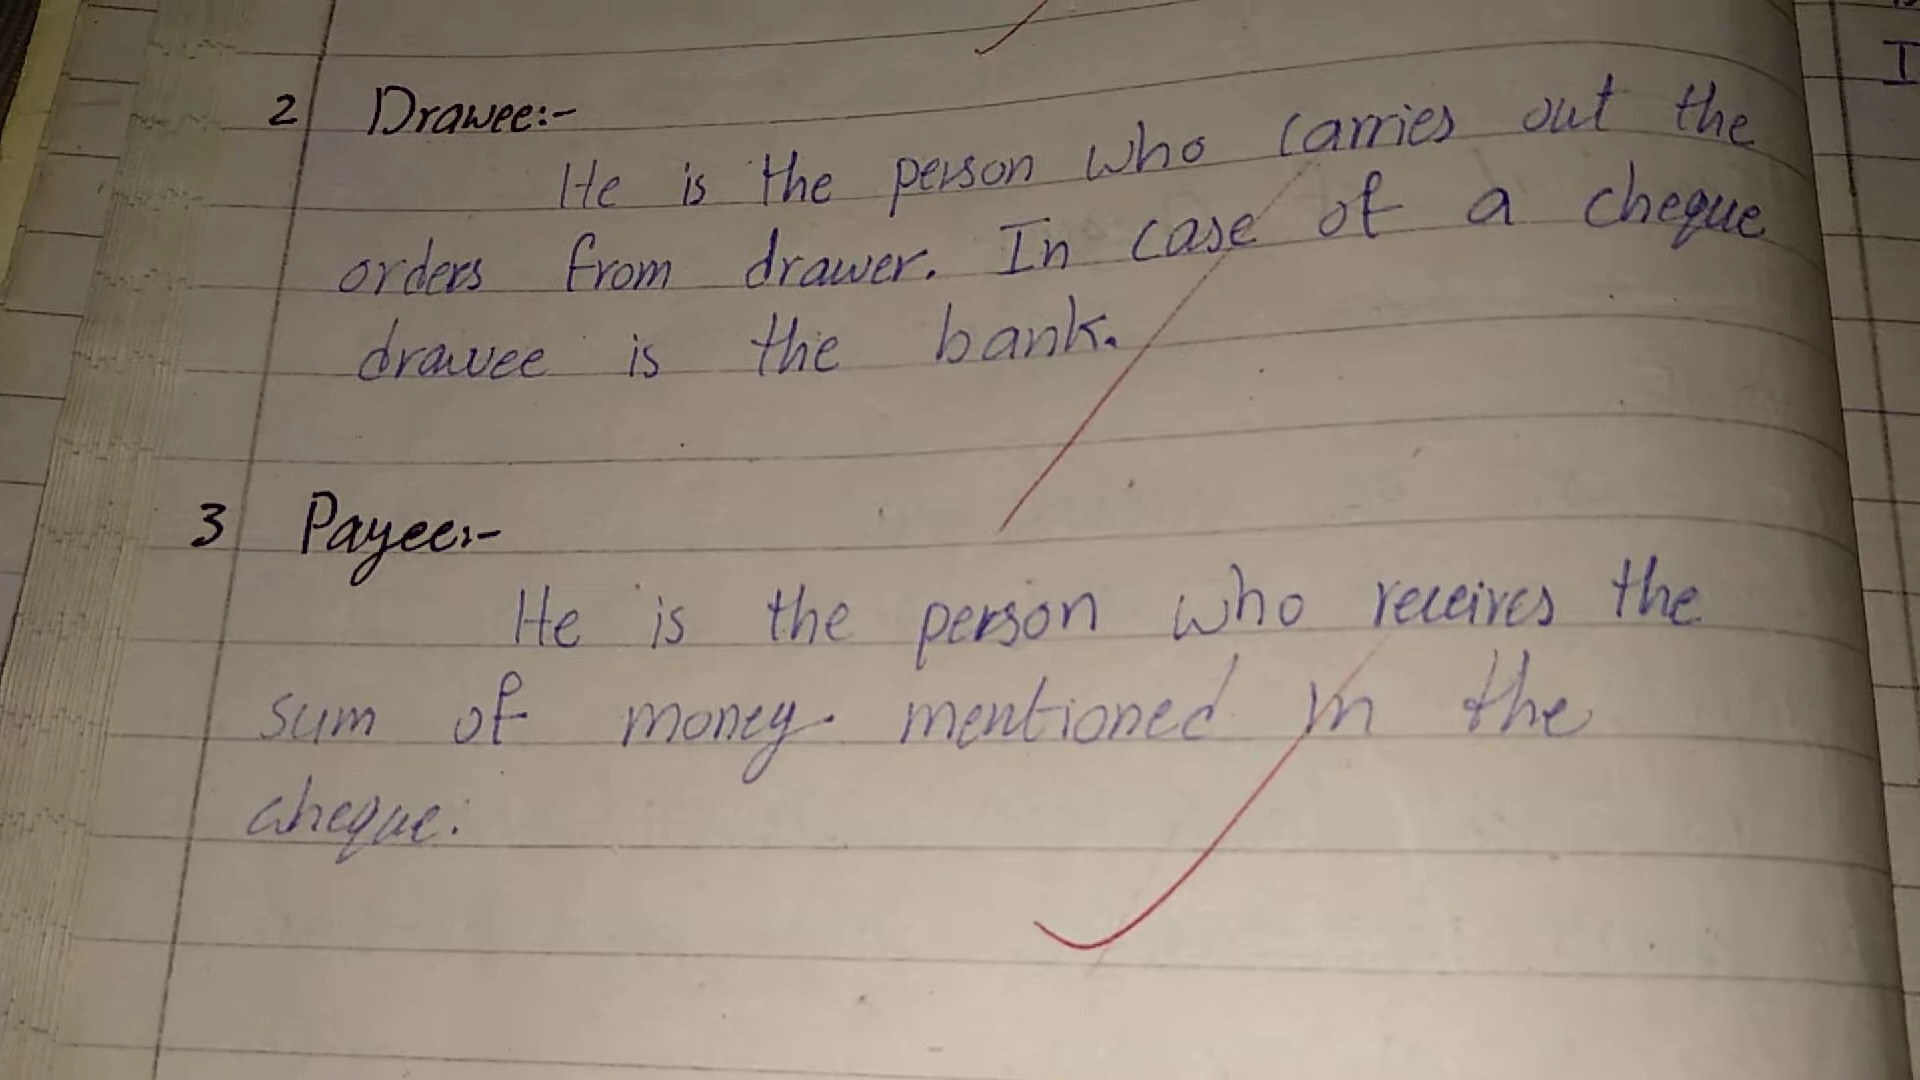 2 Drawee:-
He is the person who carries out the
orders from drawer. In case of a cheque
drawee is the bank.
3 Payee:-
He is the person who receives the
sum of money mentioned in the
cheque.
I